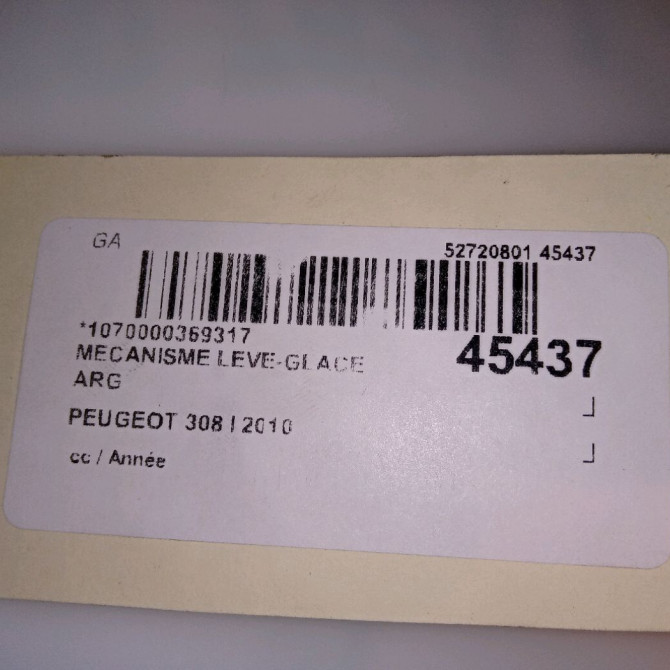 GA
52720801 45437
*1070000369317
45437
MECANISME LEVE-GLACE
ARG
PEUGEOT 308 I 2010
cc / Année